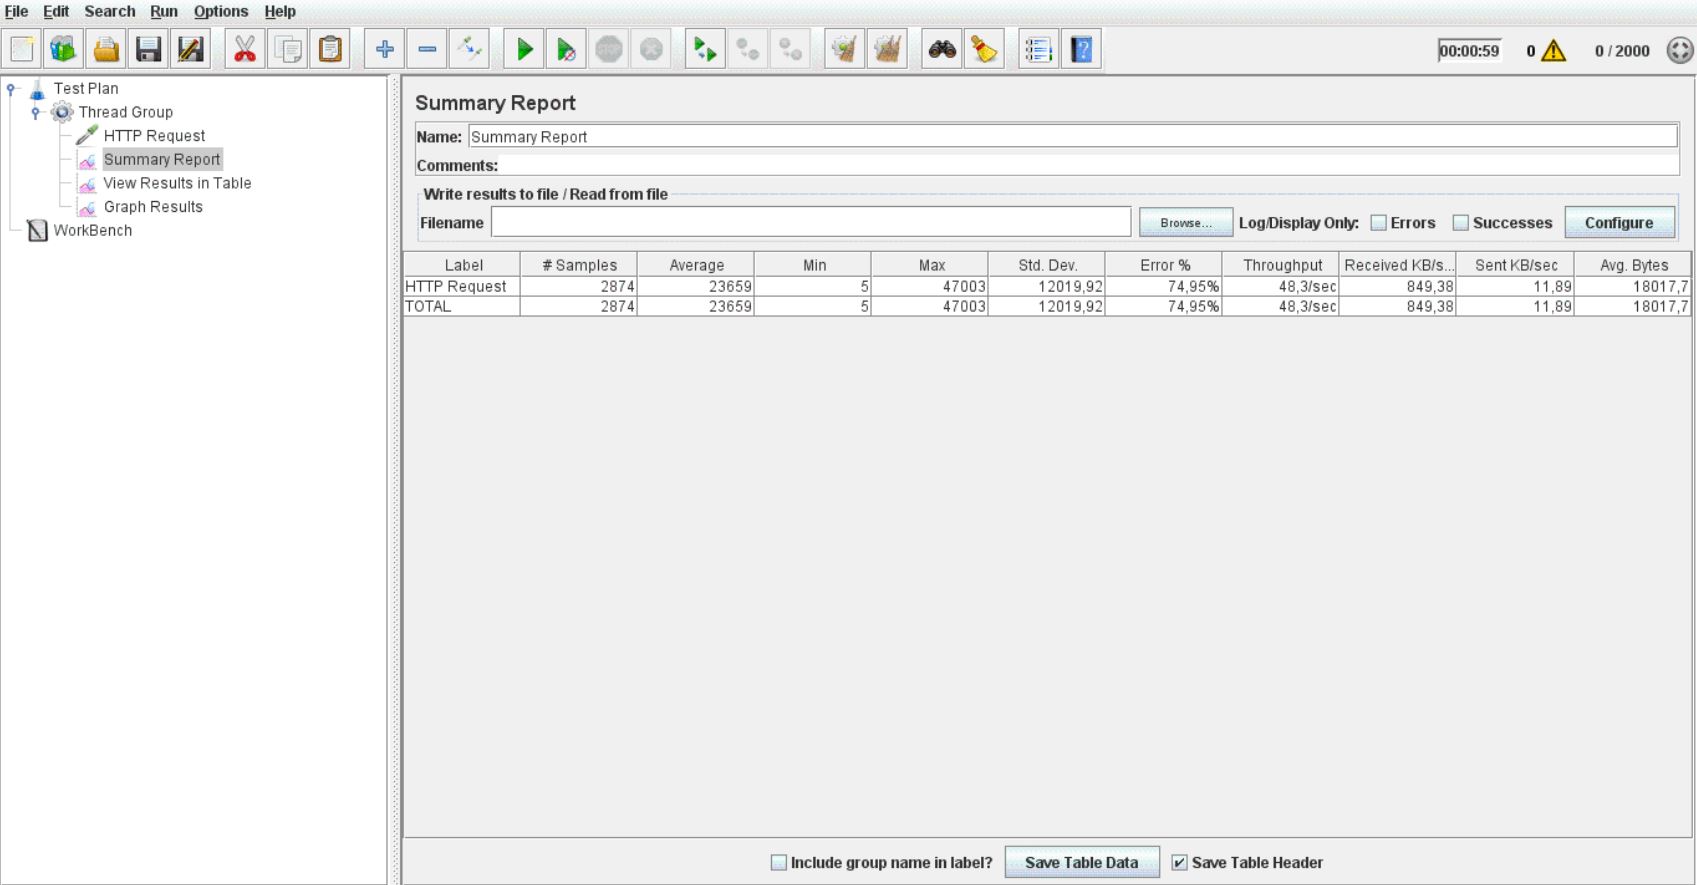 File Edit Search Run Options Help
STOP
00:00:59 0 0 / 2000
Test Plan
Thread Group
HTTP Request
Summary Report
View Results in Table
Graph Results
WorkBench
Summary Report
Name: Summary Report
Comments:
Write results to file / Read from file
Filename Browse... Log/Display Only: Errors Successes Configure
Label # Samples Average Min Max Std. Dev. Error % Throughput Received KB/s... Sent KB/sec Avg. Bytes
HTTP Request 2874 23659 5 47003 12019,92 74,95% 48,3/sec 849,38 11,89 18017,7
TOTAL 2874 23659 5 47003 12019,92 74,95% 48,3/sec 849,38 11,89 18017,7
Include group name in label? Save Table Data Save Table Header